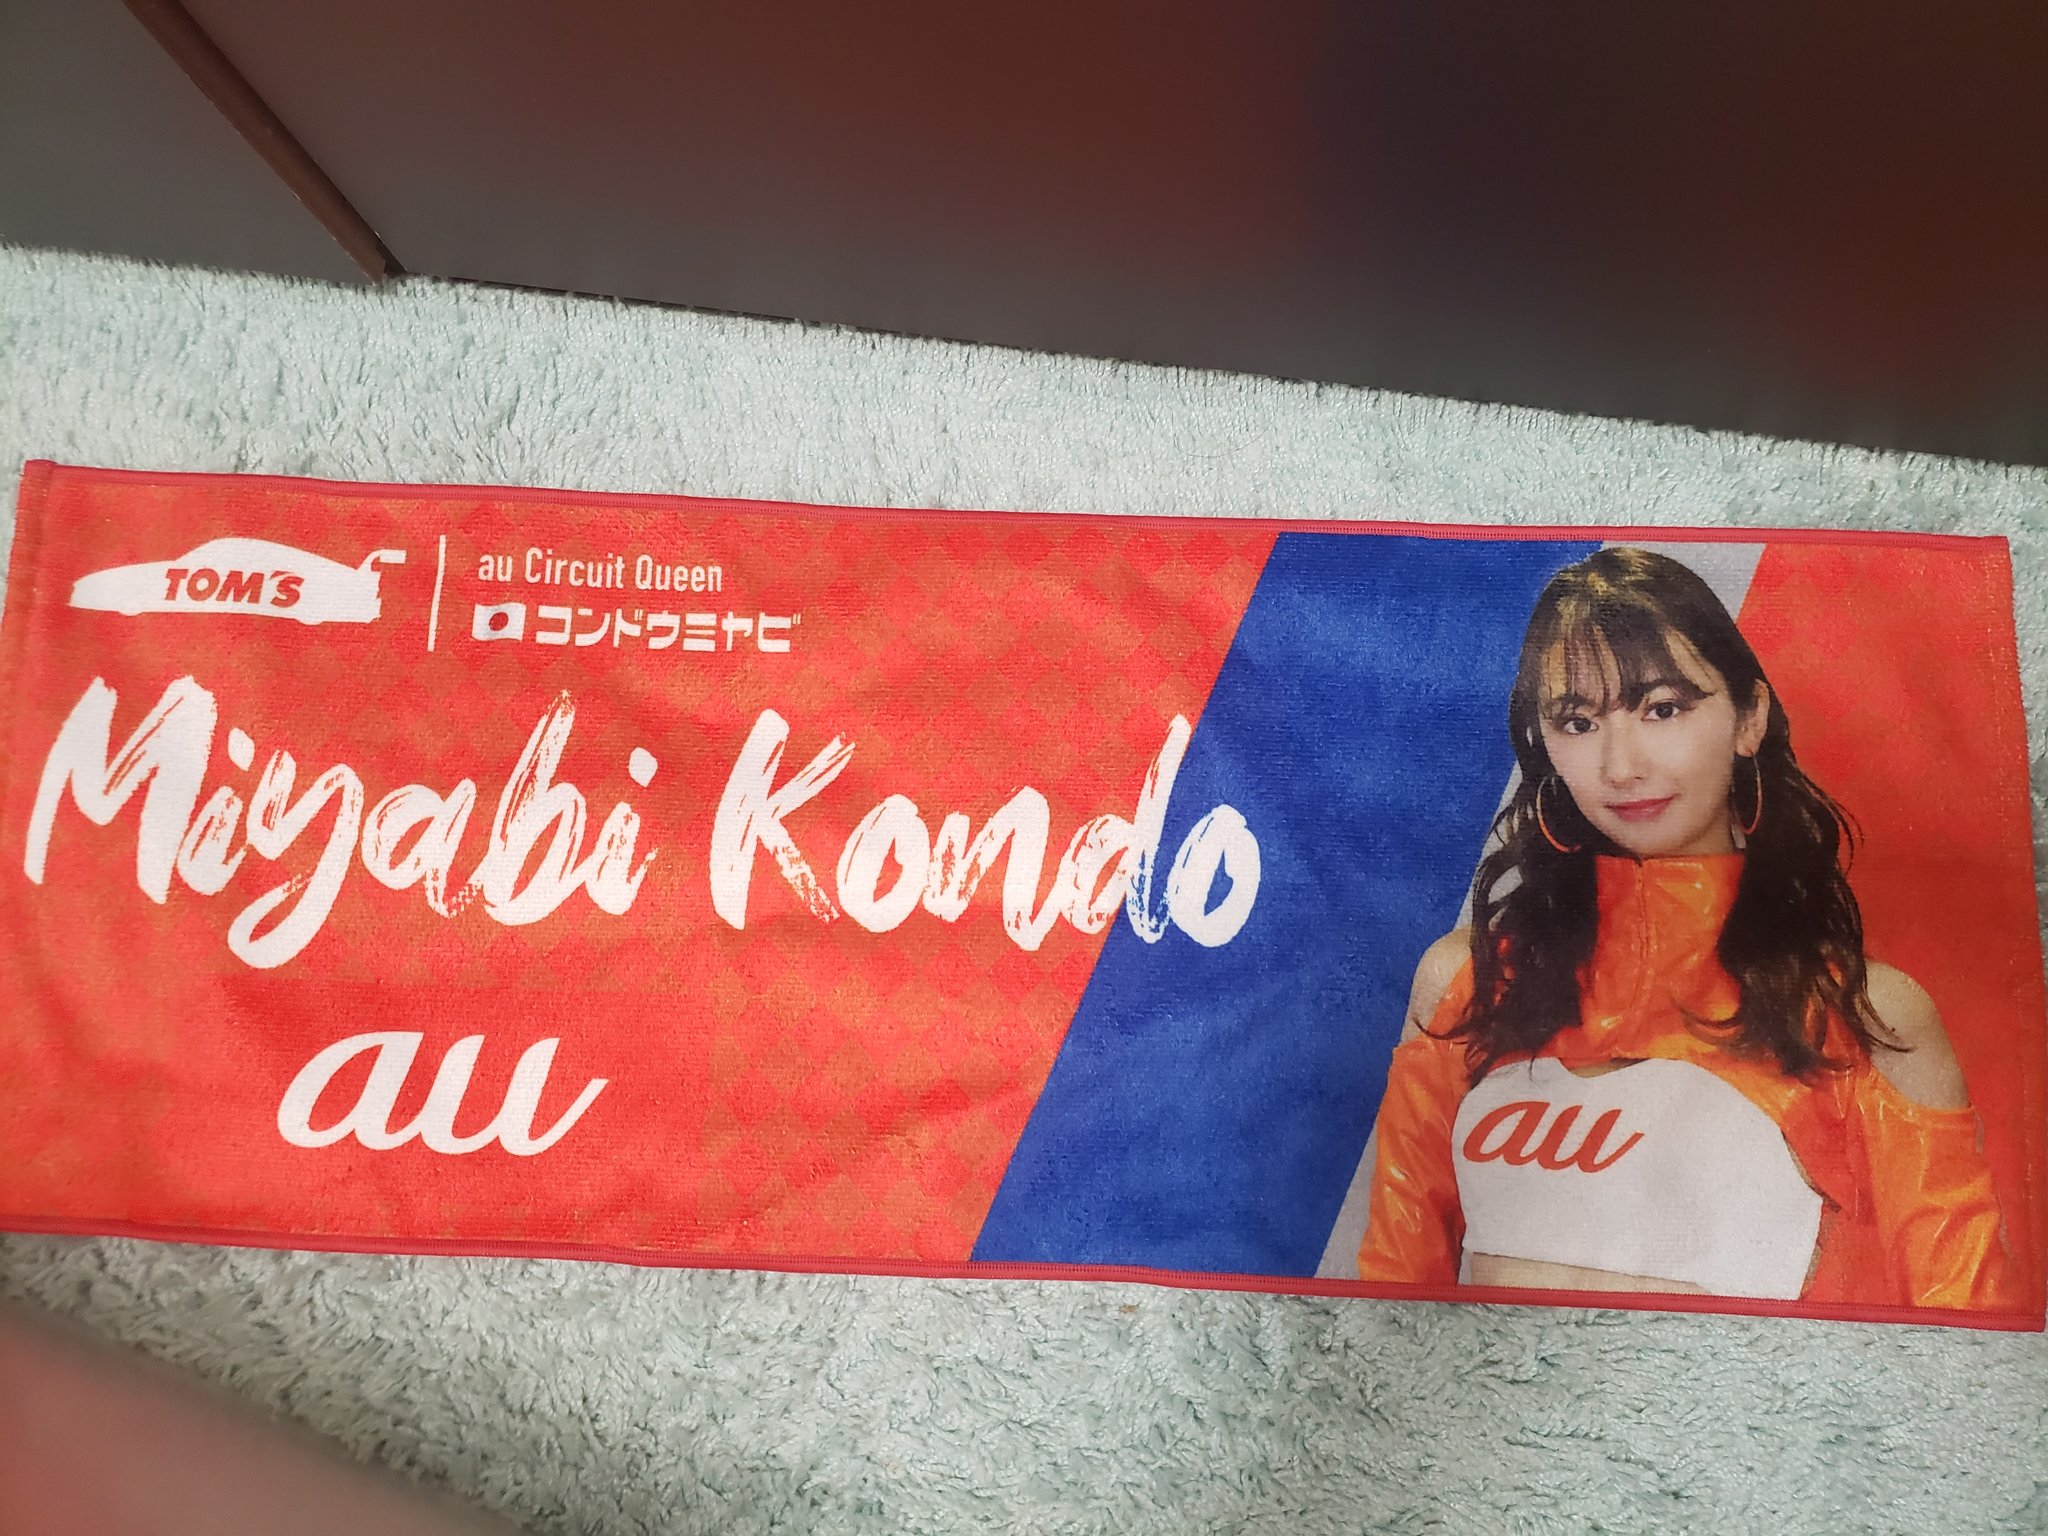 TOM'S
au Circuit Queen
コンドウミヤビ
Miyabi Kondo
au
au